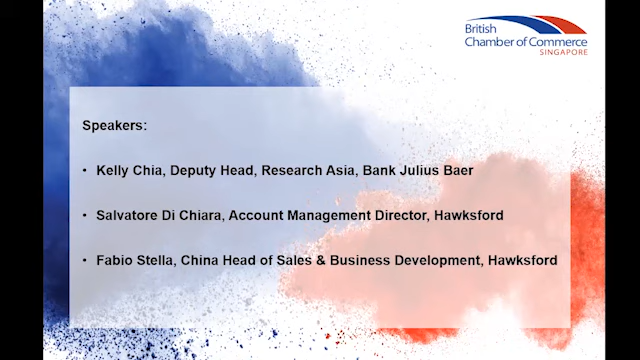 British
Chamber of Commerce
SINGAPORE
Speakers:
• Kelly Chia, Deputy Head, Research Asia, Bank Julius Baer
• Salvatore Di Chiara, Account Management Director, Hawksford
• Fabio Stella, China Head of Sales & Business Development, Hawksford